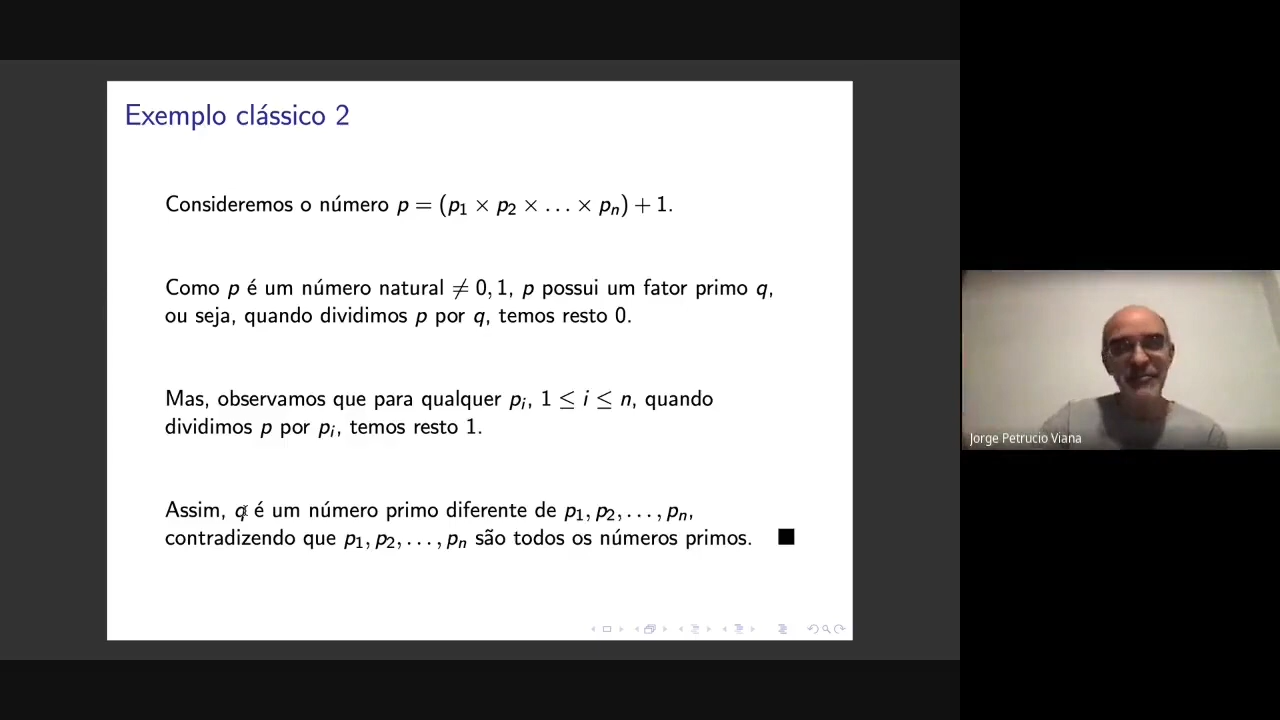 Exemplo clássico 2
Consideremos o número p = (p₁ × p₂ × . . . × pₙ) + 1.
Como p é um número natural ≠ 0, 1, p possui um fator primo q,
ou seja, quando dividimos p por q, temos resto 0.
Mas, observamos que para qualquer pᵢ, 1 ≤ i ≤ n, quando
dividimos p por pᵢ, temos resto 1.
Assim, q é um número primo diferente de p₁, p₂, . . . , pₙ,
contradizendo que p₁, p₂, . . . , pₙ são todos os números primos. ■
Jorge Petrucio Viana